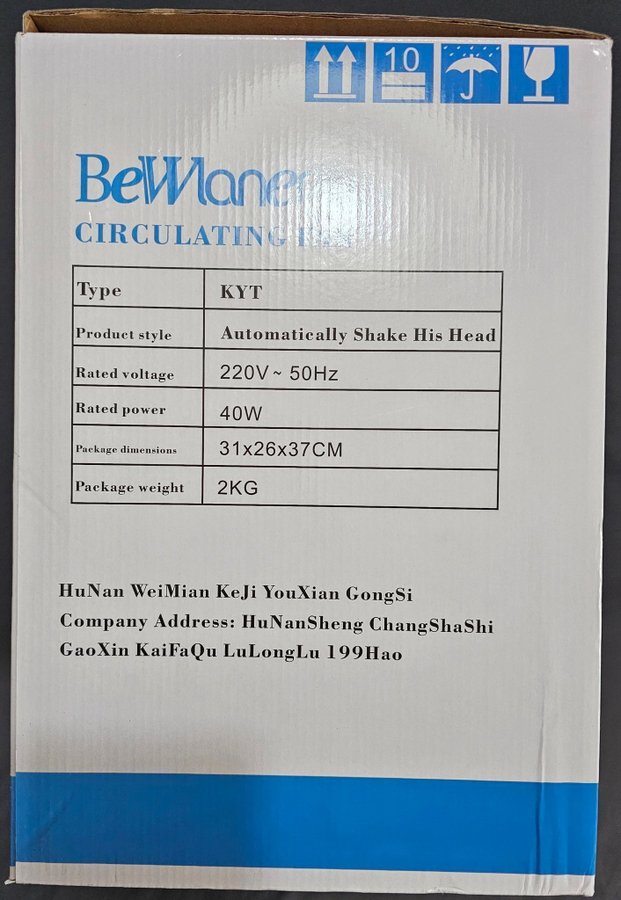 10
CIRCULATING
Type KYT
Product style Automatically Shake His Head
Rated voltage 220V~ 50Hz
Rated power 40W
Package dimensions 31x26x37CM
Package weight 2KG
HuNan WeiMian KeJi YouXian GongSi
Company Address: HuNanSheng ChangShaShi
GaoXin KaiFaQu LuLongLu 199Hao